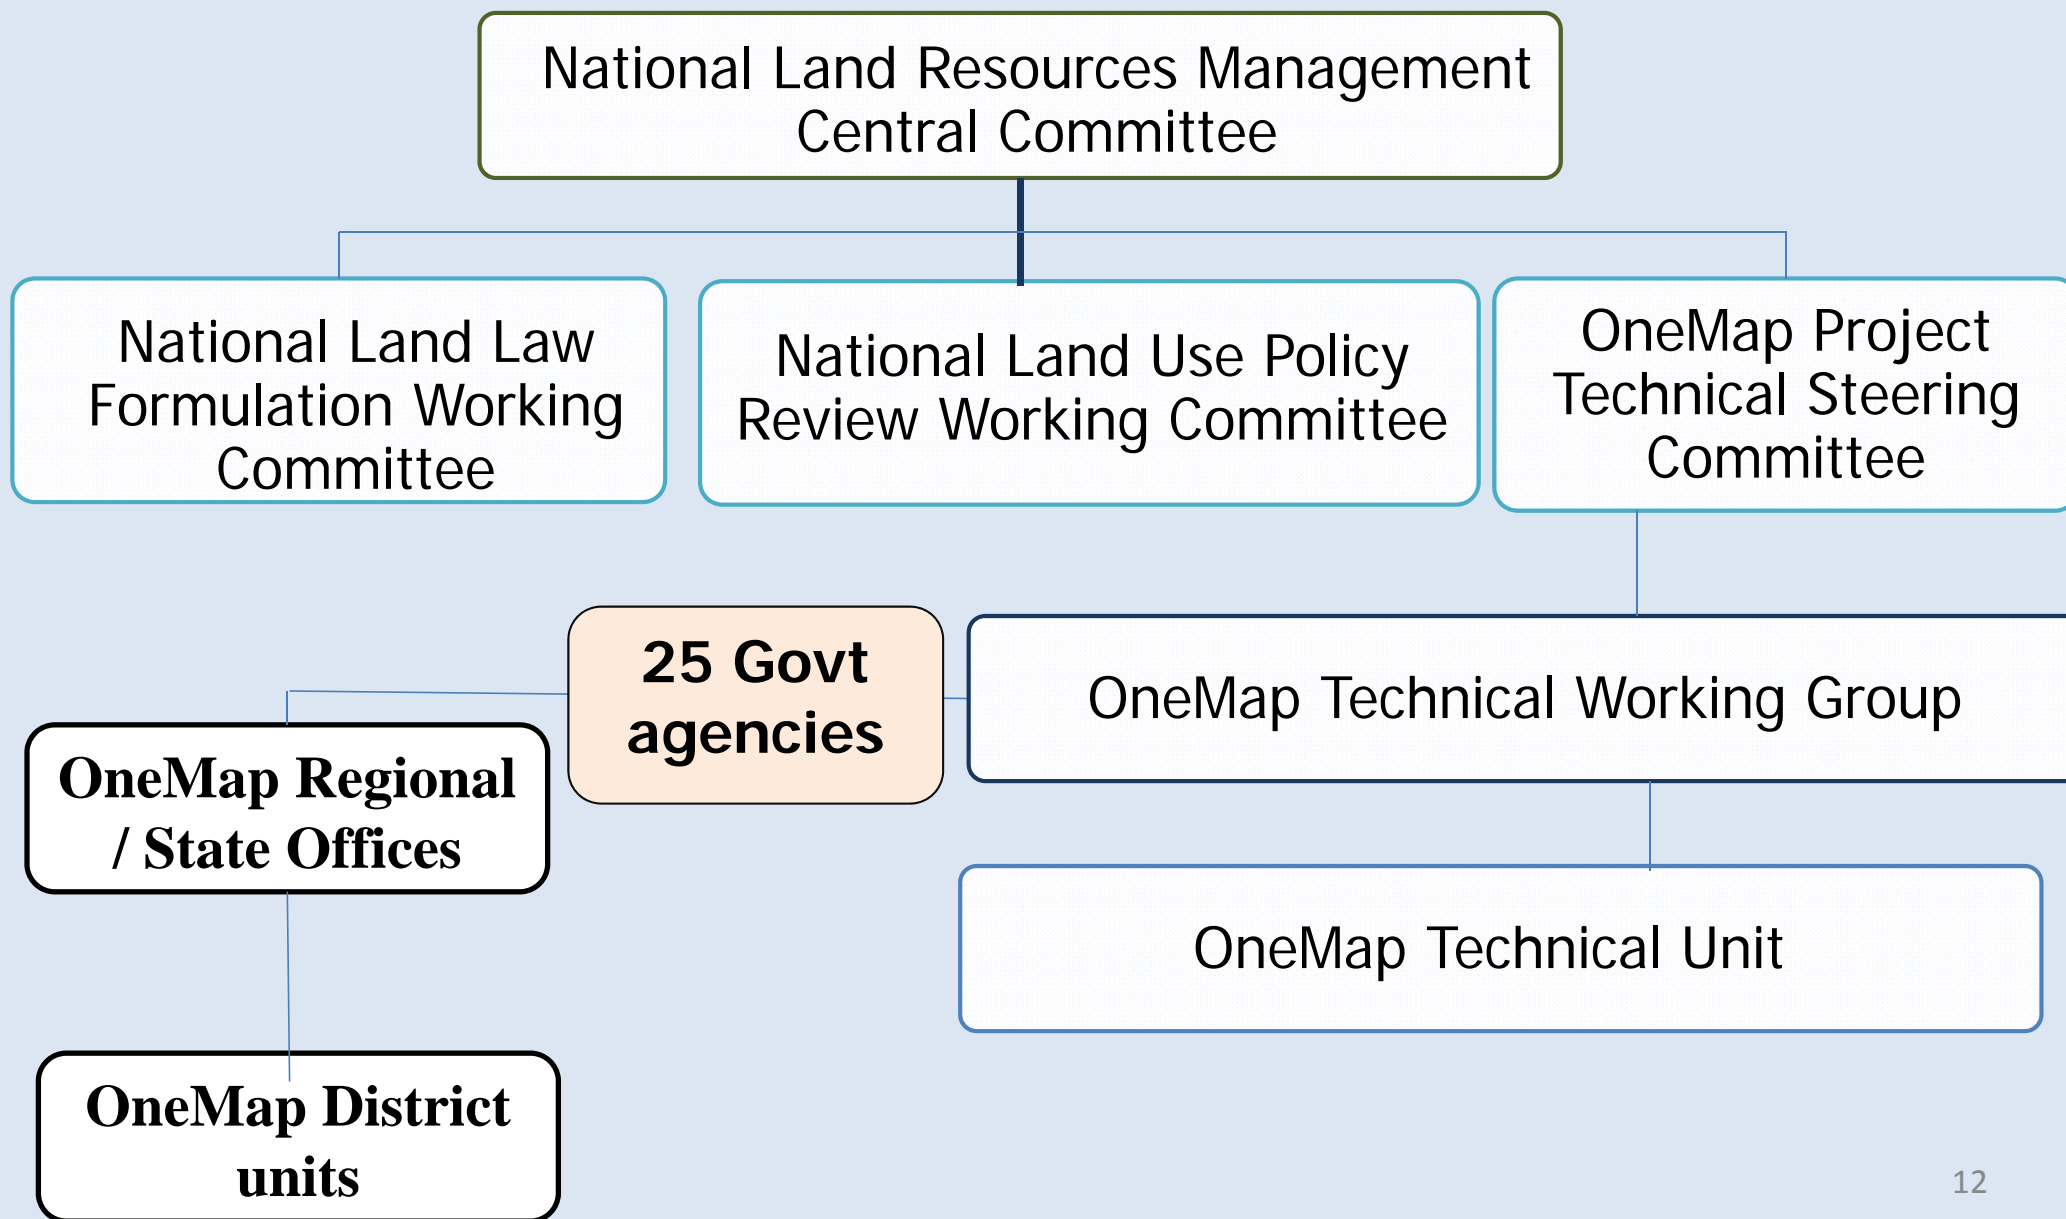 National Land Resources Management
Central Committee
National Land Law
Formulation Working
Committee
National Land Use Policy
Review Working Committee
OneMap Project
Technical Steering
Committee
25 Govt
agencies
OneMap Technical Working Group
OneMap Regional
/ State Offices
OneMap Technical Unit
OneMap District
units
12